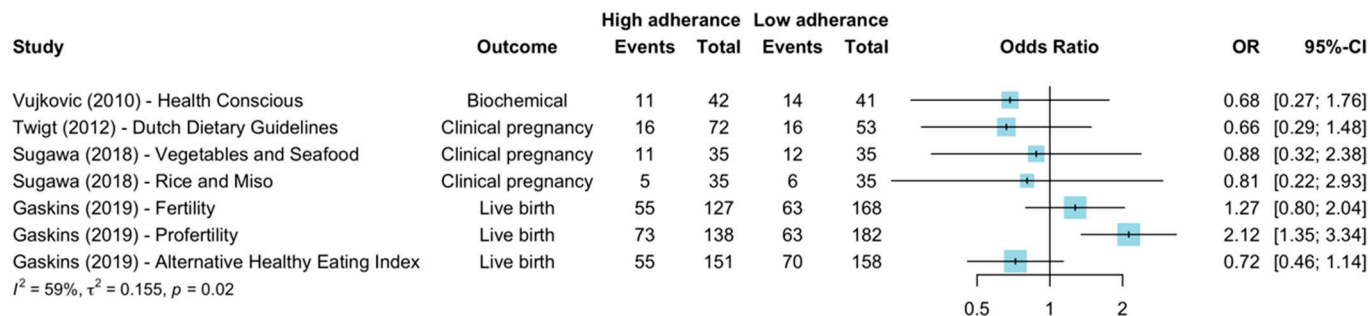 High adherance Low adherance
Study Outcome Events Total Events Total Odds Ratio OR 95%-CI
Vujkovic (2010) - Health Conscious Biochemical 11 42 14 41 0.68 [0.27; 1.76]
Twigt (2012) - Dutch Dietary Guidelines Clinical pregnancy 16 72 16 53 0.66 [0.29; 1.48]
Sugawa (2018) - Vegetables and Seafood Clinical pregnancy 11 35 12 35 0.88 [0.32; 2.38]
Sugawa (2018) - Rice and Miso Clinical pregnancy 5 35 6 35 0.81 [0.22; 2.93]
Gaskins (2019) - Fertility Live birth 55 127 63 168 1.27 [0.80; 2.04]
Gaskins (2019) - Profertility Live birth 73 138 63 182 2.12 [1.35; 3.34]
Gaskins (2019) - Alternative Healthy Eating Index Live birth 55 151 70 158 0.72 [0.46; 1.14]
I² = 59%, τ² = 0.155, p = 0.02
0.5 1 2